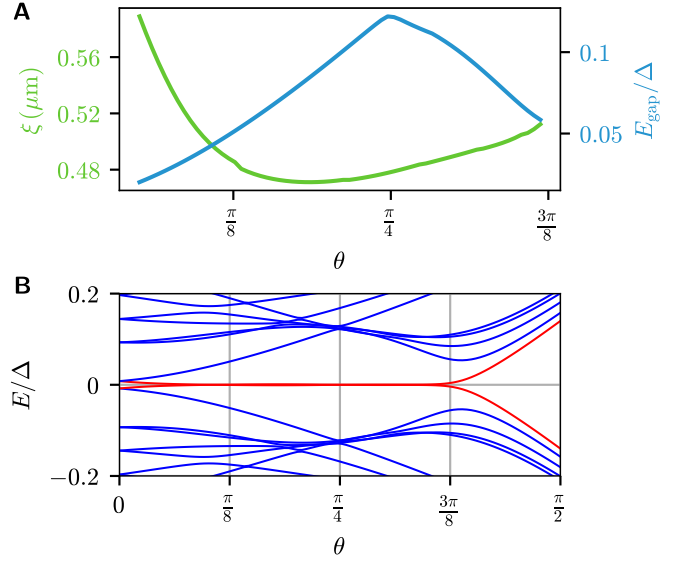 A
ξ (μm)
0.56
0.52
0.48
0.1
0.05
E_gap/Δ
π/8
π/4
3π/8
θ
B
E/Δ
0.2
0
−0.2
0
π/8
π/4
3π/8
π/2
θ